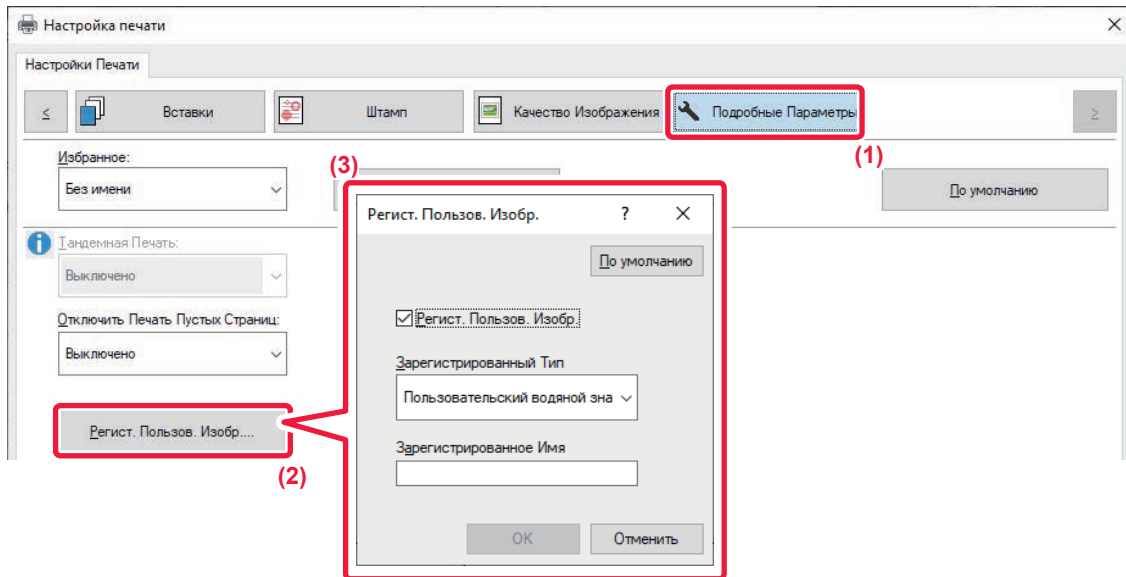 Настройка печати
Настройки Печати
≤
Вставки
Штамп
Качество Изображения
Подробные Параметры
≥
(1)
Избранное:
Без имени
(3)
По умолчанию
Тандемная Печать:
Выключено
Отключить Печать Пустых Страниц:
Выключено
Регист. Пользов. Изобр....
(2)
Регист. Пользов. Изобр.
?
По умолчанию
Регист. Пользов. Изобр.
Зарегистрированный Тип
Пользовательский водяной зна
Зарегистрированное Имя
OK
Отменить